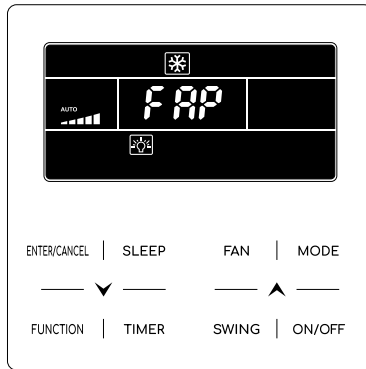 AUTO
FAP
ENTER/CANCEL SLEEP FAN MODE
FUNCTION TIMER SWING ON/OFF